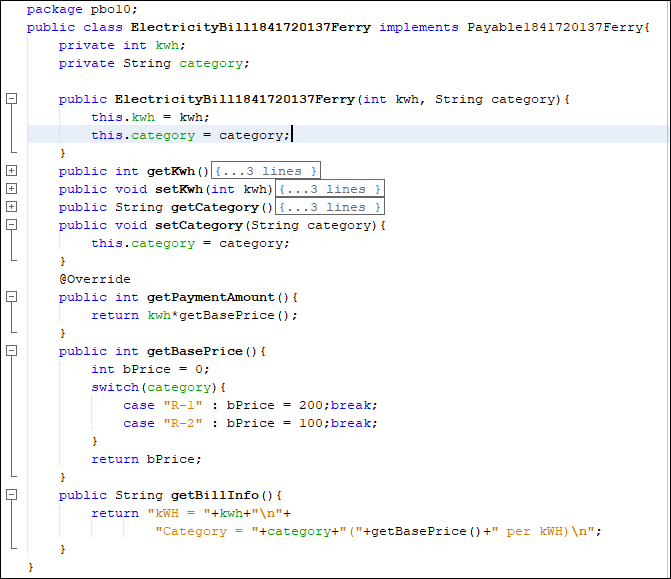 package pbo10;
public class ElectricityBill1841720137Ferry implements Payable1841720137Ferry{
    private int kwh;
    private String category;

    public ElectricityBill1841720137Ferry(int kwh, String category){
        this.kwh = kwh;
        this.category = category;
    }
    public int getKwh(){...3 lines }
    public void setKwh(int kwh){...3 lines }
    public String getCategory(){...3 lines }
    public void setCategory(String category){
        this.category = category;
    }
    @Override
    public int getPaymentAmount(){
        return kwh*getBasePrice();
    }
    public int getBasePrice(){
        int bPrice = 0;
        switch(category){
            case "R-1" : bPrice = 200;break;
            case "R-2" : bPrice = 100;break;
        }
        return bPrice;
    }
    public String getBillInfo(){
        return "kWH = "+kwh+"\n"+
                "Category = "+category+"("+getBasePrice()+" per kWH)\n";
    }
}